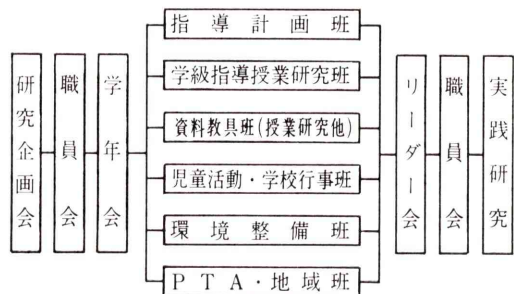 研究企画会
職員会
学年会
指導計画班
学級指導授業研究班
資料教具班(授業研究他)
児童活動・学校行事班
環境整備班
PTA・地域班
リーダー会
職員会
実践研究